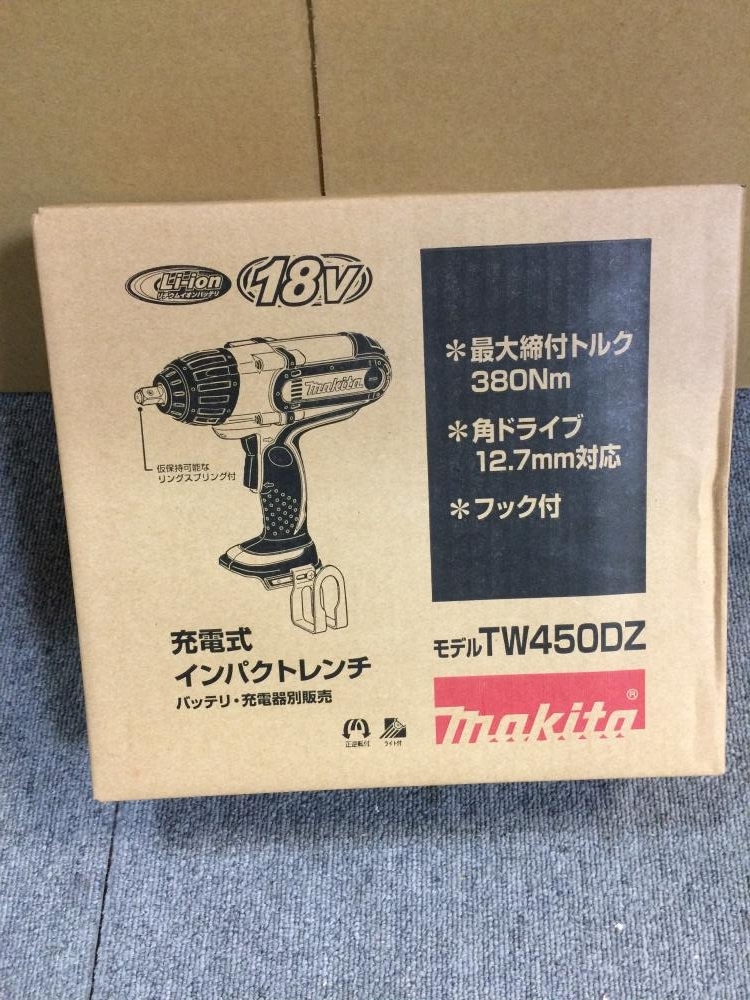 Li-ion
リチウムイオンバッテリ
18V
makita
仮保持可能な
リングスプリング付
＊最大締付トルク
380Nm
＊角ドライブ
12.7mm対応
＊フック付
充電式
インパクトレンチ
バッテリ・充電器別販売
正逆転付
ライト付
モデルTW450DZ
makita®